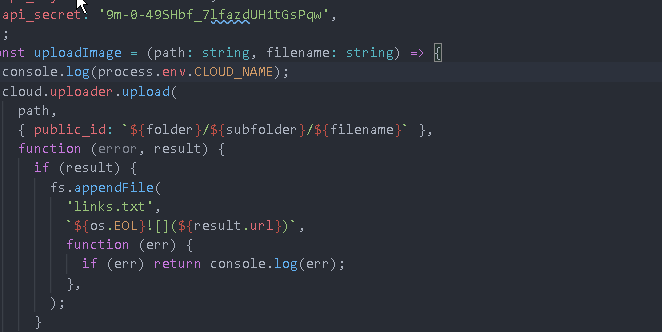 api_secret: '9m-0-49SHbf_7lfazdUH1tGsPqw',
;
onst uploadImage = (path: string, filename: string) => {
console.log(process.env.CLOUD_NAME);
cloud.uploader.upload(
path,
{ public_id: `${folder}/${subfolder}/${filename}` },
function (error, result) {
if (result) {
fs.appendFile(
'links.txt',
`${os.EOL}![](${result.url})`,
function (err) {
if (err) return console.log(err);
},
);
}